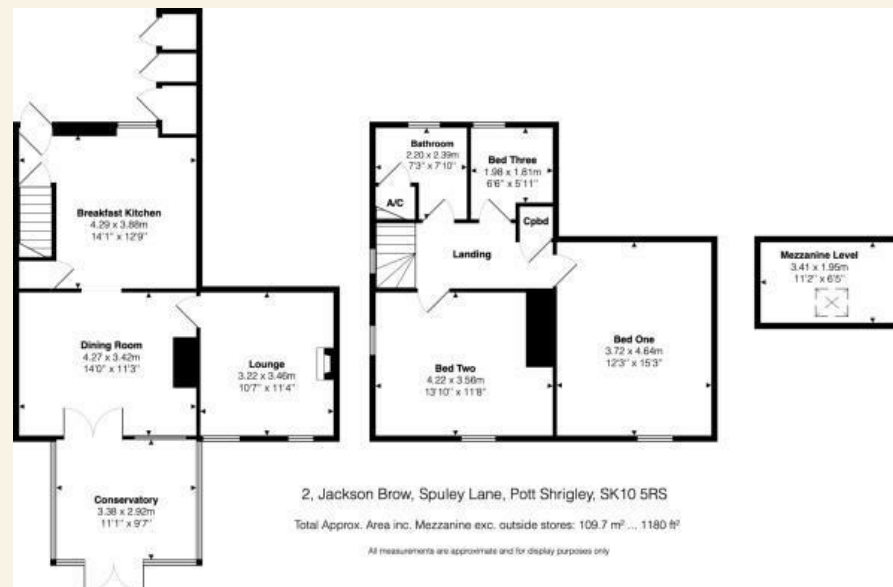 Breakfast Kitchen
4.29 x 3.88m
14'1" x 12'9"
Dining Room
4.27 x 3.42m
14'0" x 11'3"
Lounge
3.22 x 3.46m
10'7" x 11'4"
Conservatory
3.38 x 2.92m
11'1" x 9'7"
Bathroom
2.20 x 2.39m
7'3" x 7'10"
A/C
Bed Three
1.98 x 1.81m
6'6" x 5'11"
Cpbd
Landing
Bed Two
4.22 x 3.56m
13'10" x 11'8"
Bed One
3.72 x 4.64m
12'3" x 15'3"
Mezzanine Level
3.41 x 1.95m
11'2" x 6'5"
2, Jackson Brow, Spuley Lane, Pott Shrigley, SK10 5RS
Total Approx. Area inc. Mezzanine exc. outside stores: 109.7 m² ... 1180 ft²
All measurements are approximate and for display purposes only